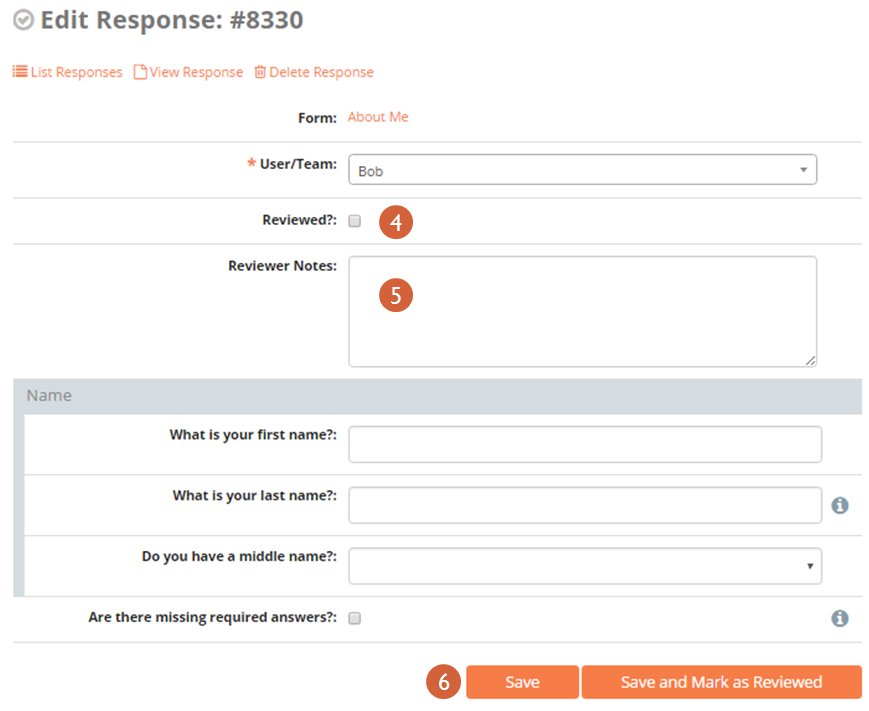 Edit Response: #8330
List Responses View Response Delete Response
Form: About Me
* User/Team: Bob
Reviewed?: 4
Reviewer Notes:
5
Name
What is your first name?:
What is your last name?:
Do you have a middle name?:
Are there missing required answers?:
6 Save Save and Mark as Reviewed